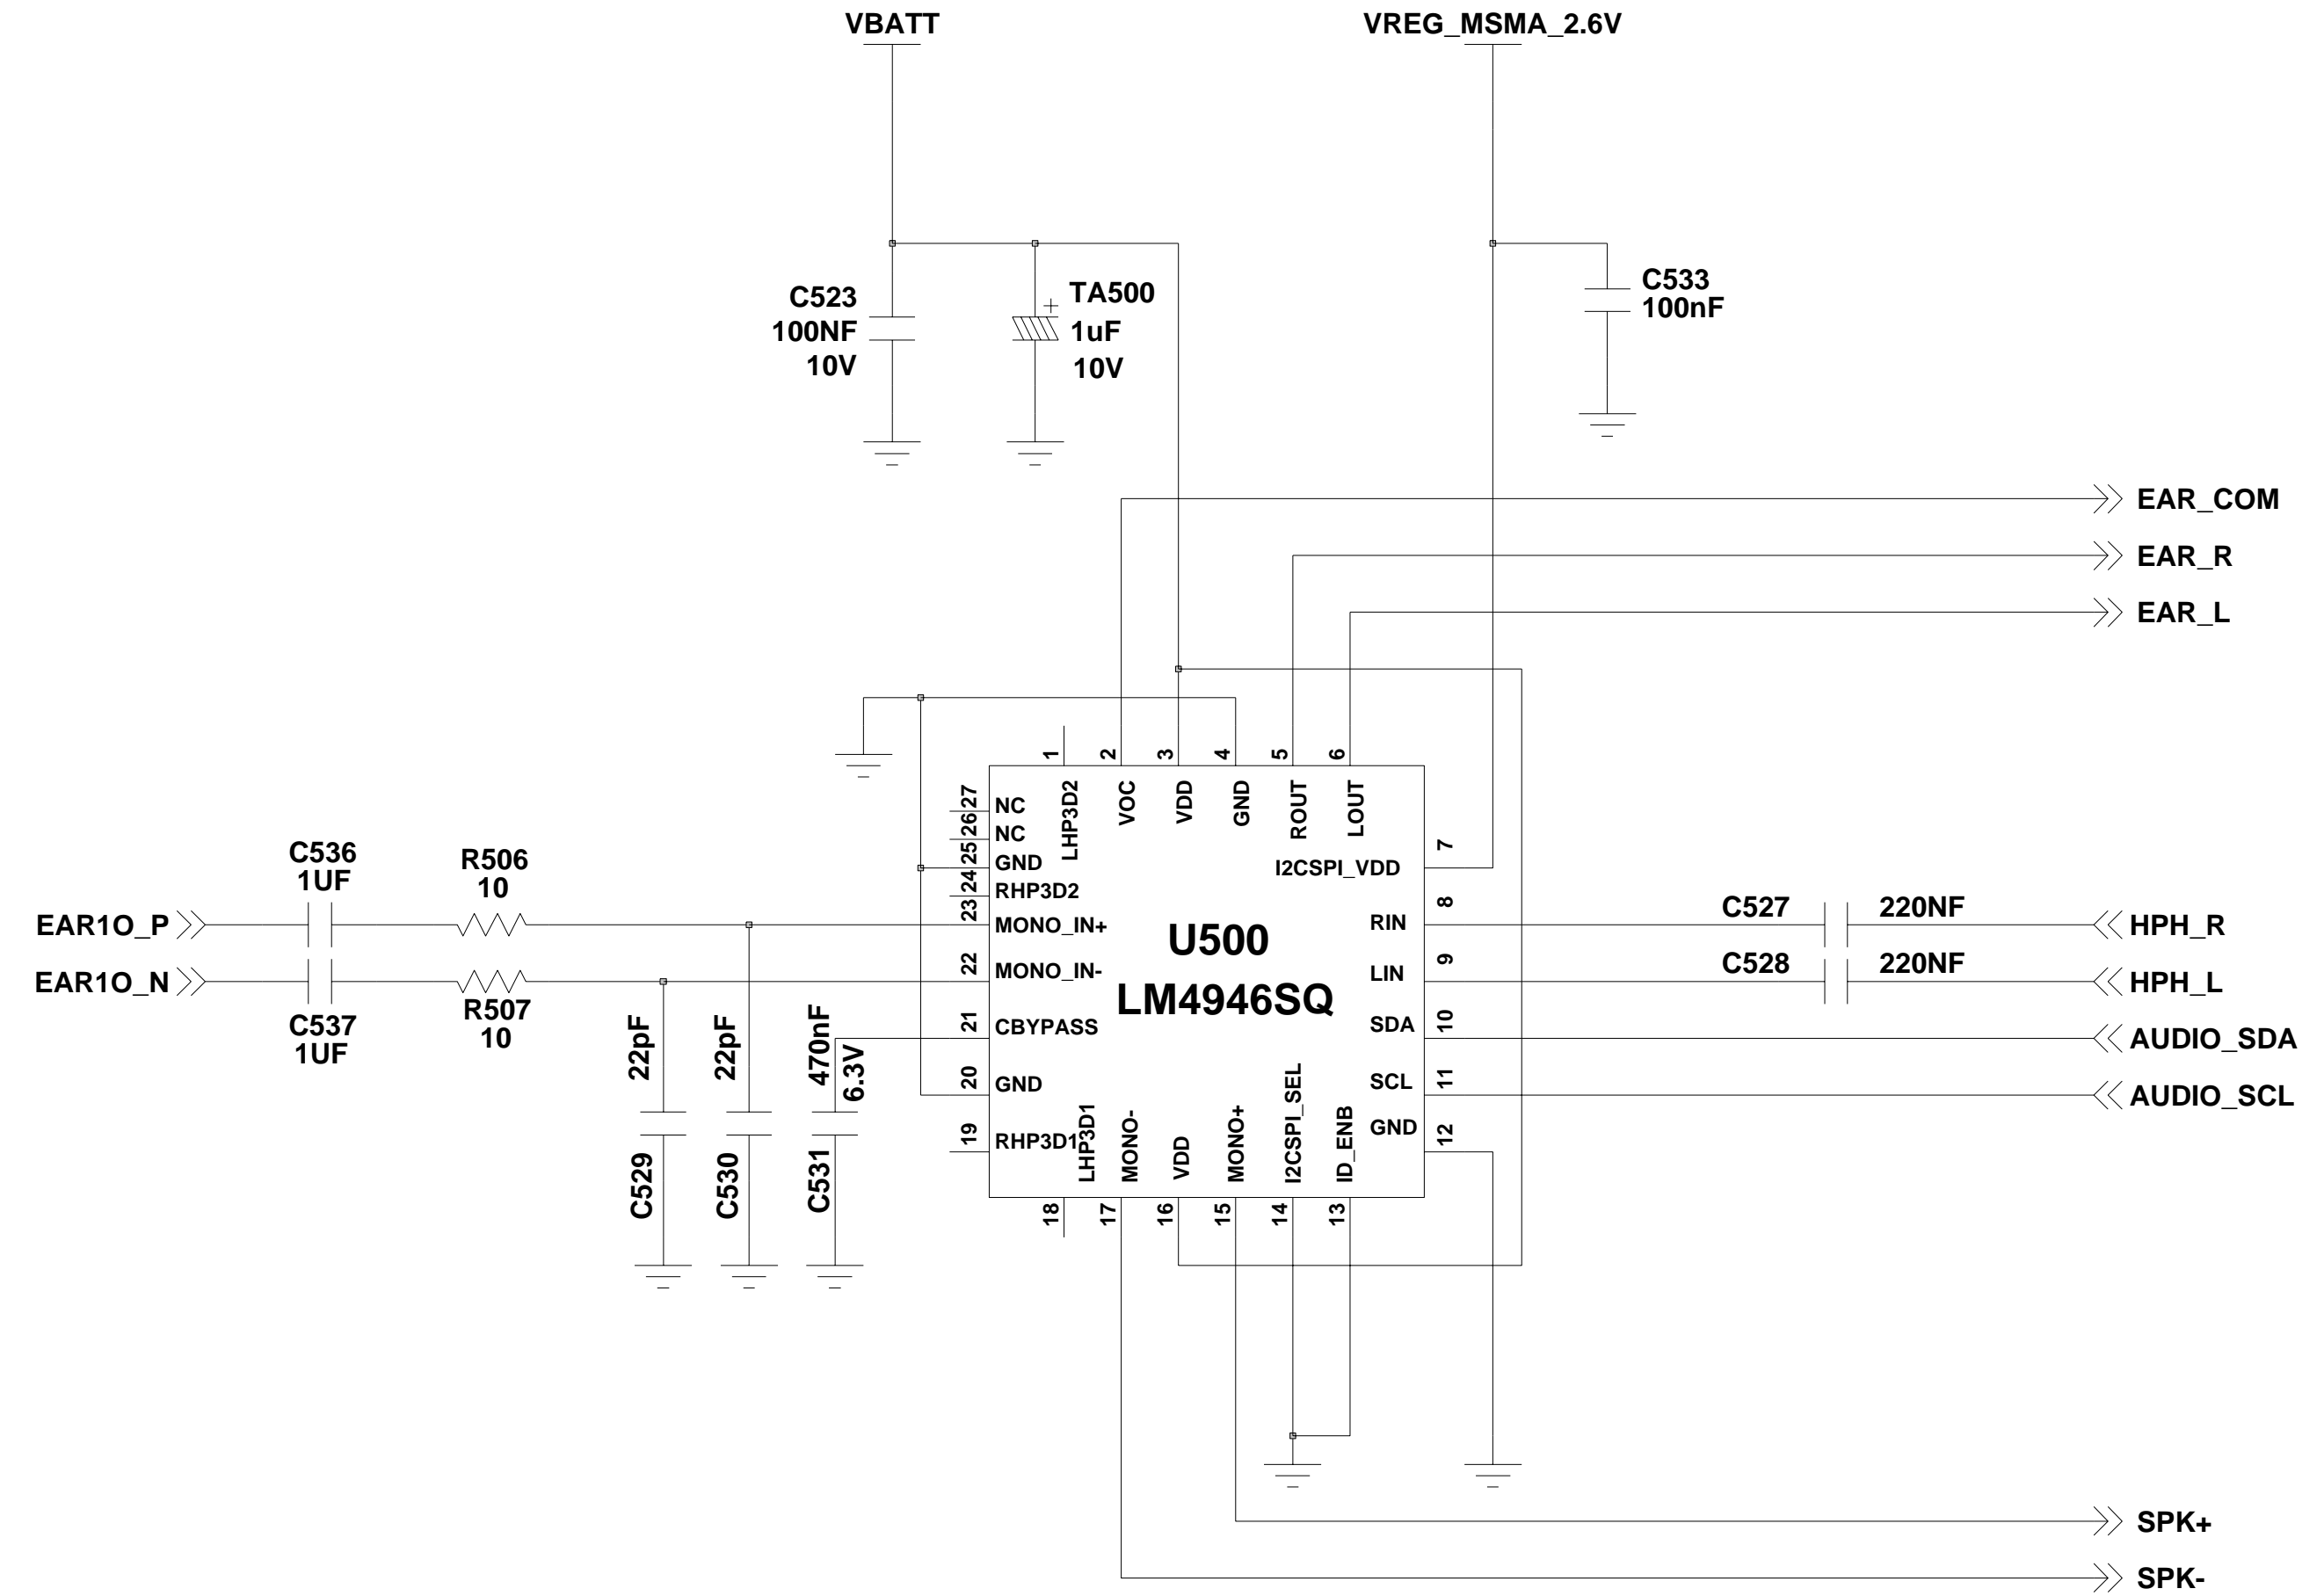 VBATT
VREG_MSMA_2.6V
C523
100NF
10V
TA500
+
1uF
10V
C533
100nF
EAR_COM
EAR_R
EAR_L
1
2
3
4
5
6
LHP3D2
VOC
VDD
GND
ROUT
LOUT
27
NC
26
NC
25
GND
24
RHP3D2
23
MONO_IN+
22
MONO_IN-
21
CBYPASS
20
GND
19
RHP3D1
7
I2CSPI_VDD
8
RIN
9
LIN
10
SDA
11
SCL
12
GND
U500
LM4946SQ
LHP3D1
MONO-
VDD
MONO+
I2CSPI_SEL
ID_ENB
18
17
16
15
14
13
C536
1UF
R506
10
EAR1O_P
EAR1O_N
C537
1UF
R507
10
22pF
C529
22pF
C530
470nF
6.3V
C531
C527
220NF
HPH_R
C528
220NF
HPH_L
AUDIO_SDA
AUDIO_SCL
SPK+
SPK-